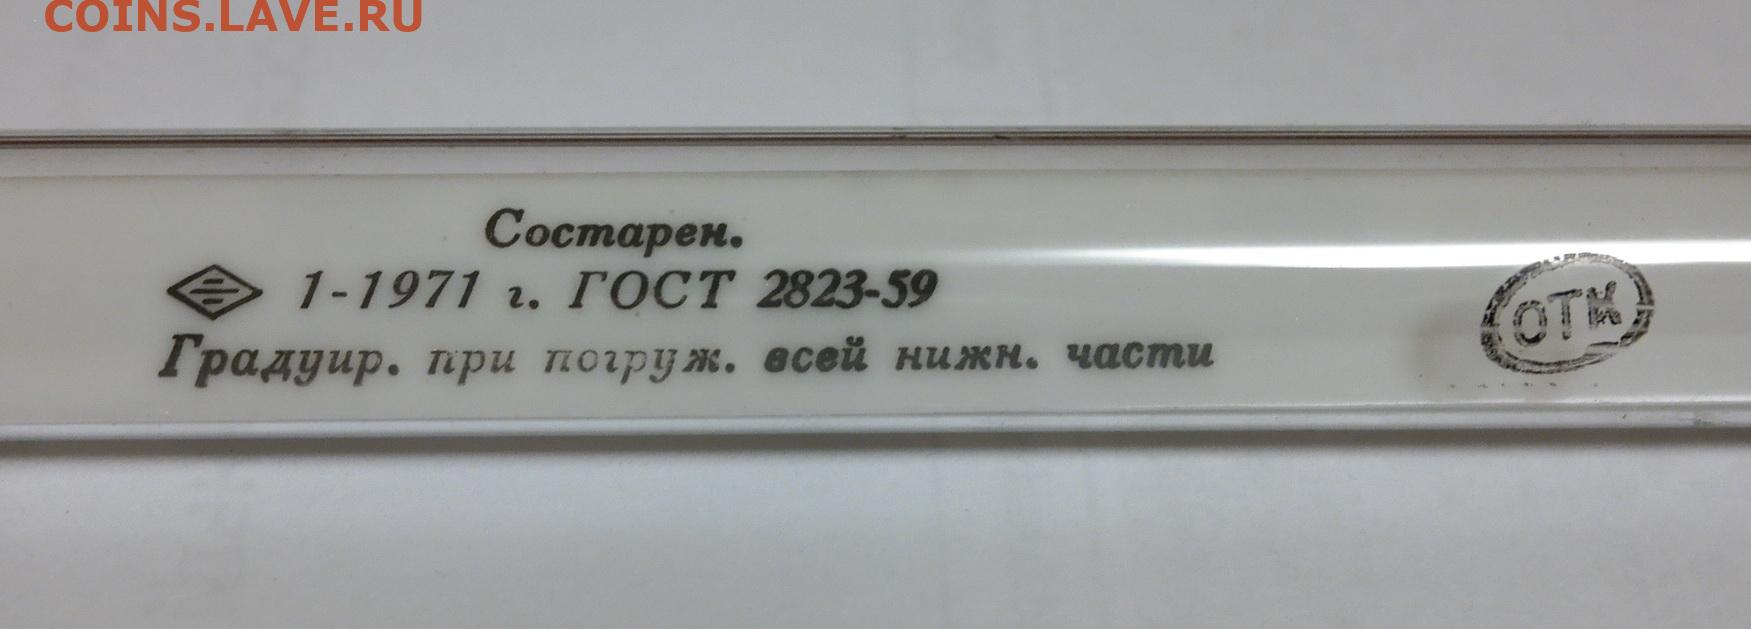 COINS.LAVE.RU
Состарен.
1-1971 г. ГОСТ 2823-59
Градуир. при погруж. всей нижн. части
ОТК